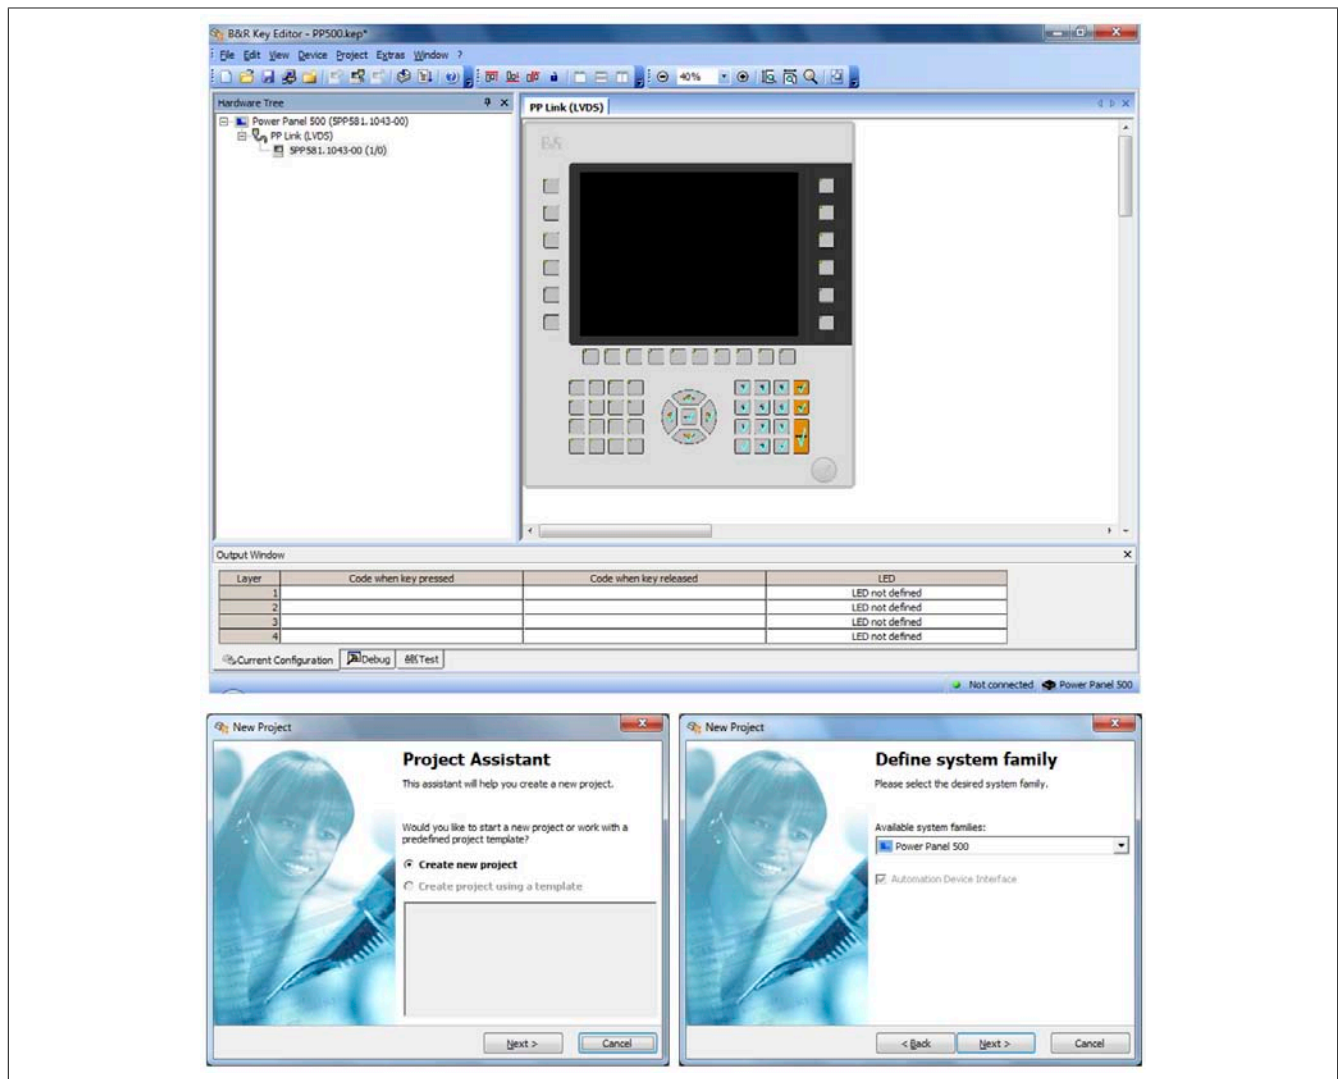 B&R Key Editor - PP500.kep*
File Edit View Device Project Extras Window ?
40%
Hardware Tree
Power Panel 500 (5PP581.1043-00)
PP Link (LVDS)
5PP581.1043-00 (1/0)
PP Link (LVDS)
B&R
Output Window
Layer Code when key pressed Code when key released LED
1 LED not defined
2 LED not defined
3 LED not defined
4 LED not defined
Current Configuration Debug Test
Not connected Power Panel 500
New Project
Project Assistant
This assistant will help you create a new project.
Would you like to start a new project or work with a
predefined project template?
Create new project
Create project using a template
Next > Cancel
New Project
Define system family
Please select the desired system family.
Available system families:
Power Panel 500
Automation Device Interface
< Back Next > Cancel